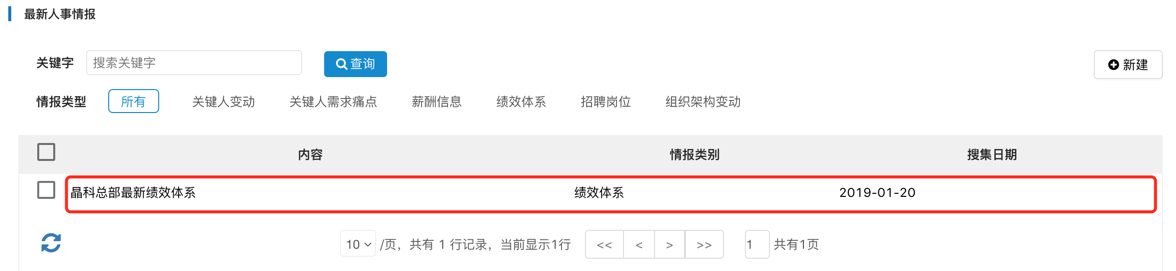 最新人事情报
关键字 搜索关键字 查询 新建
情报类型 所有 关键人变动 关键人需求痛点 薪酬信息 绩效体系 招聘岗位 组织架构变动
内容 情报类别 搜集日期
晶科总部最新绩效体系 绩效体系 2019-01-20
10 /页，共有 1 行记录，当前显示1行 << < > >> 1 共有1页